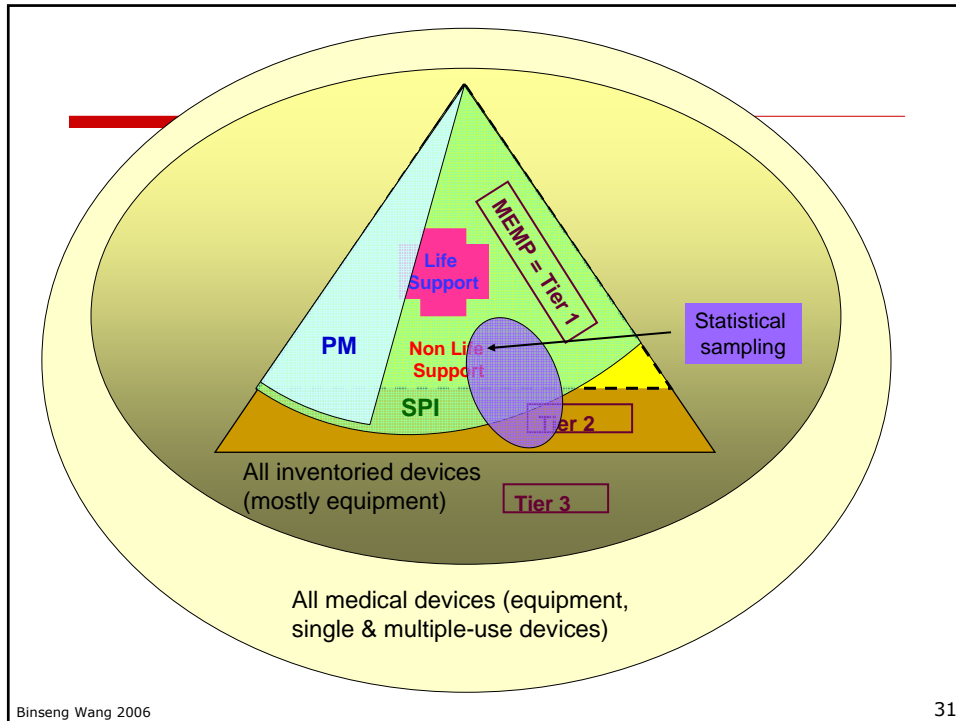 MEMP = Tier 1
Life
Support
Statistical
sampling
PM
Non Life
Support
SPI
Tier 2
All inventoried devices
(mostly equipment)
Tier 3
All medical devices (equipment,
single & multiple-use devices)
Binseng Wang 2006
31